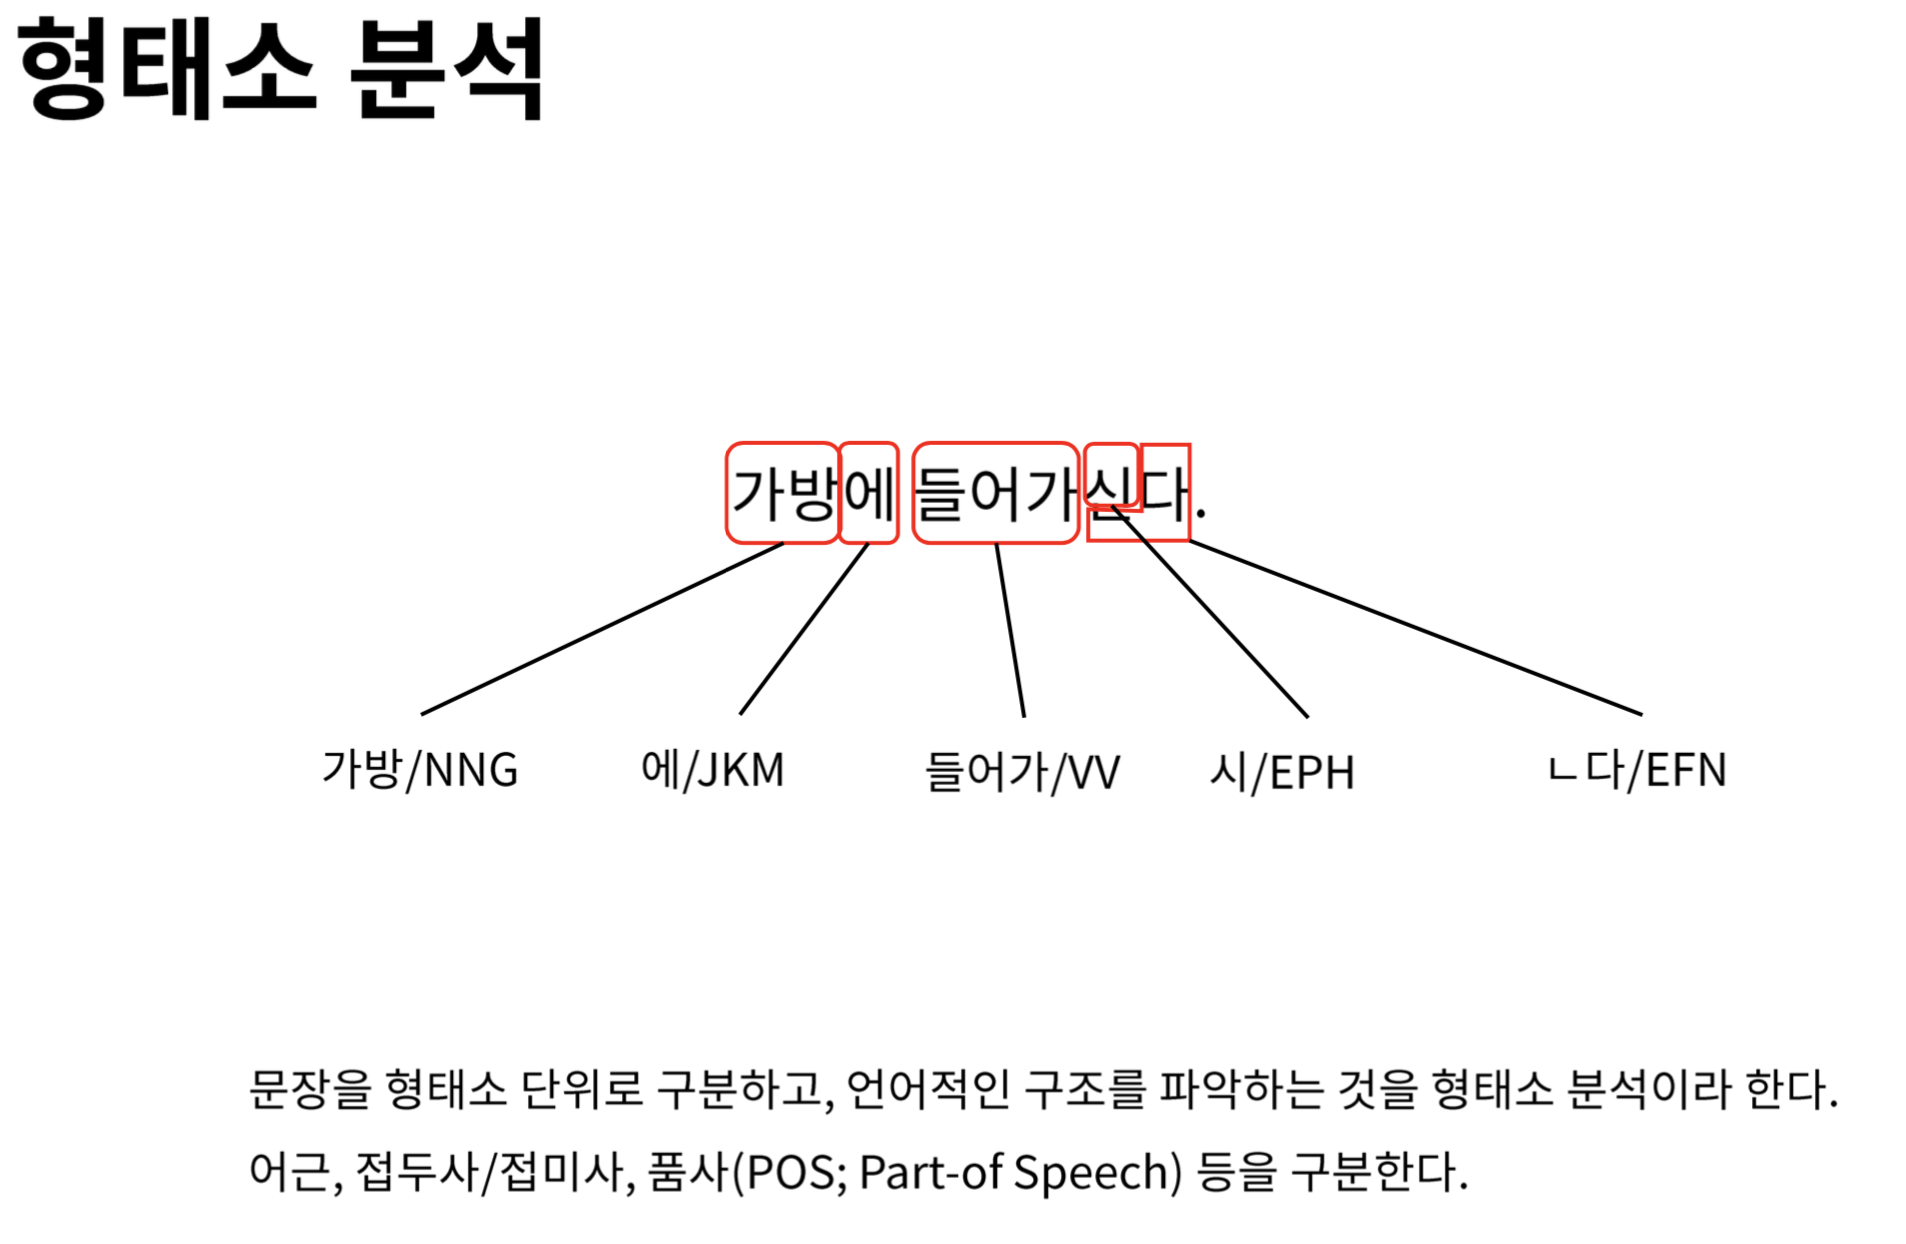 형태소 분석
가방에 들어가신다.
가방/NNG 에/JKM 들어가/VV 시/EPH ㄴ다/EFN
문장을 형태소 단위로 구분하고, 언어적인 구조를 파악하는 것을 형태소 분석이라 한다.
어근, 접두사/접미사, 품사(POS; Part-of Speech) 등을 구분한다.